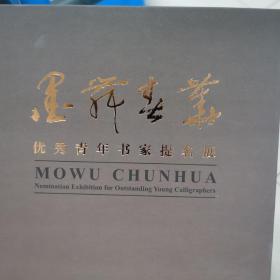 墨舞春华
优秀青年书家提名展
MOWU CHUNHUA
Nomination Exhibition for Outstanding Young Calligraphers